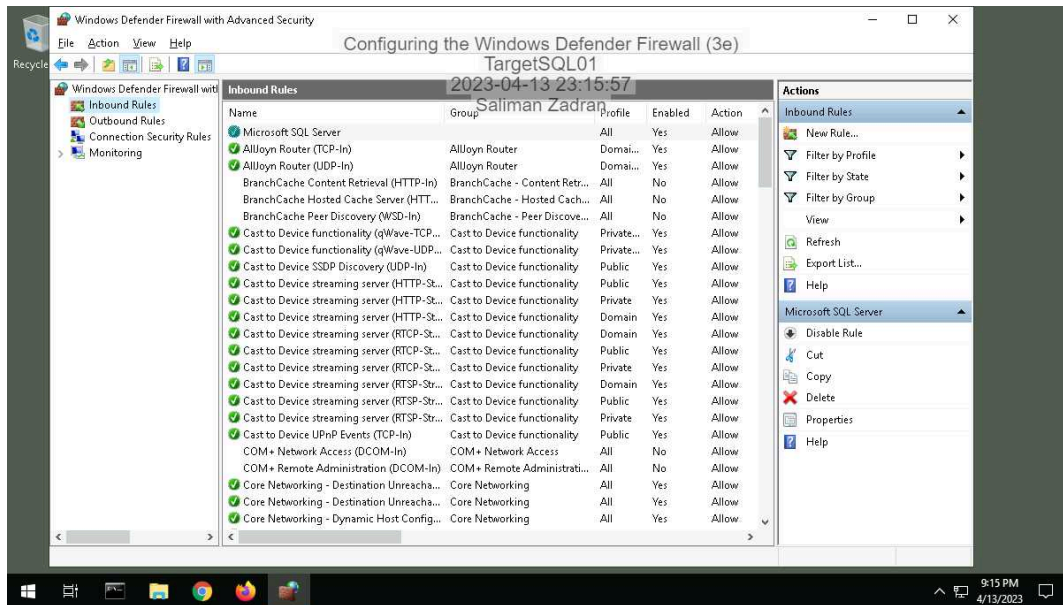 Windows Defender Firewall with Advanced Security
File Action View Help
Configuring the Windows Defender Firewall (3e)
TargetSQL01
2023-04-13 23:15:57
Saliman Zadran
Recycle
Windows Defender Firewall witl
Inbound Rules
Outbound Rules
Connection Security Rules
Monitoring
Inbound Rules
Name Group Profile Enabled Action
Microsoft SQL Server All Yes Allow
AllJoyn Router (TCP-In) AllJoyn Router Domai... Yes Allow
AllJoyn Router (UDP-In) AllJoyn Router Domai... Yes Allow
BranchCache Content Retrieval (HTTP-In) BranchCache - Content Retr... All No Allow
BranchCache Hosted Cache Server (HTT... BranchCache - Hosted Cach... All No Allow
BranchCache Peer Discovery (WSD-In) BranchCache - Peer Discove... All No Allow
Cast to Device functionality (qWave-TCP... Cast to Device functionality Private... Yes Allow
Cast to Device functionality (qWave-UDP... Cast to Device functionality Private... Yes Allow
Cast to Device SSDP Discovery (UDP-In) Cast to Device functionality Public Yes Allow
Cast to Device streaming server (HTTP-St... Cast to Device functionality Public Yes Allow
Cast to Device streaming server (HTTP-St... Cast to Device functionality Private Yes Allow
Cast to Device streaming server (HTTP-St... Cast to Device functionality Domain Yes Allow
Cast to Device streaming server (RTCP-St... Cast to Device functionality Domain Yes Allow
Cast to Device streaming server (RTCP-St... Cast to Device functionality Public Yes Allow
Cast to Device streaming server (RTCP-St... Cast to Device functionality Private Yes Allow
Cast to Device streaming server (RTSP-Str... Cast to Device functionality Domain Yes Allow
Cast to Device streaming server (RTSP-Str... Cast to Device functionality Public Yes Allow
Cast to Device streaming server (RTSP-Str... Cast to Device functionality Private Yes Allow
Cast to Device UPnP Events (TCP-In) Cast to Device functionality Public Yes Allow
COM+ Network Access (DCOM-In) COM+ Network Access All No Allow
COM+ Remote Administration (DCOM-In) COM+ Remote Administrati... All No Allow
Core Networking - Destination Unreacha... Core Networking All Yes Allow
Core Networking - Destination Unreacha... Core Networking All Yes Allow
Core Networking - Dynamic Host Config... Core Networking All Yes Allow
Actions
Inbound Rules
New Rule...
Filter by Profile
Filter by State
Filter by Group
View
Refresh
Export List...
Help
Microsoft SQL Server
Disable Rule
Cut
Copy
Delete
Properties
Help
9:15 PM
4/13/2023